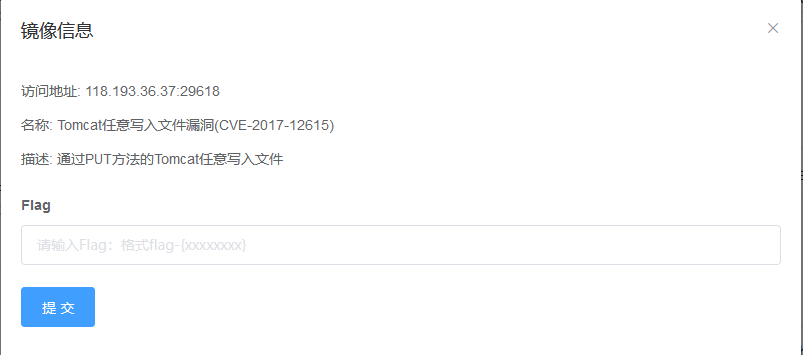 镜像信息
访问地址: 118.193.36.37:29618
名称: Tomcat任意写入文件漏洞(CVE-2017-12615)
描述: 通过PUT方法的Tomcat任意写入文件
Flag
请输入Flag：格式flag-{xxxxxxxx}
提 交